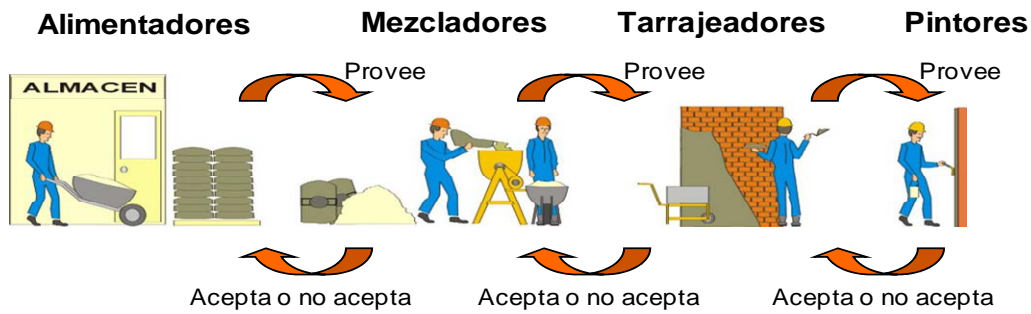 Alimentadores Mezcladores Tarrajeadores Pintores
Provee Provee Provee
ALMACEN
Acepta o no acepta Acepta o no acepta Acepta o no acepta